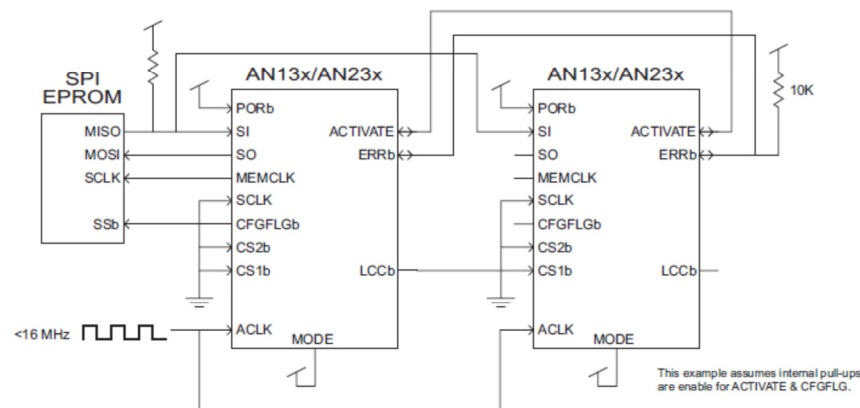 SPI
EPROM
MISO
MOSI
SCLK
SSb
<16 MHz
AN13x/AN23x
PORb
SI
SO
MEMCLK
SCLK
CFGFLGb
CS2b
CS1b
ACLK
ACTIVATE
ERRb
LCCb
MODE
AN13x/AN23x
PORb
SI
SO
MEMCLK
SCLK
CFGFLGb
CS2b
CS1b
ACLK
ACTIVATE
ERRb
LCCb
MODE
10K
This example assumes internal pull-ups
are enable for ACTIVATE & CFGFLG.